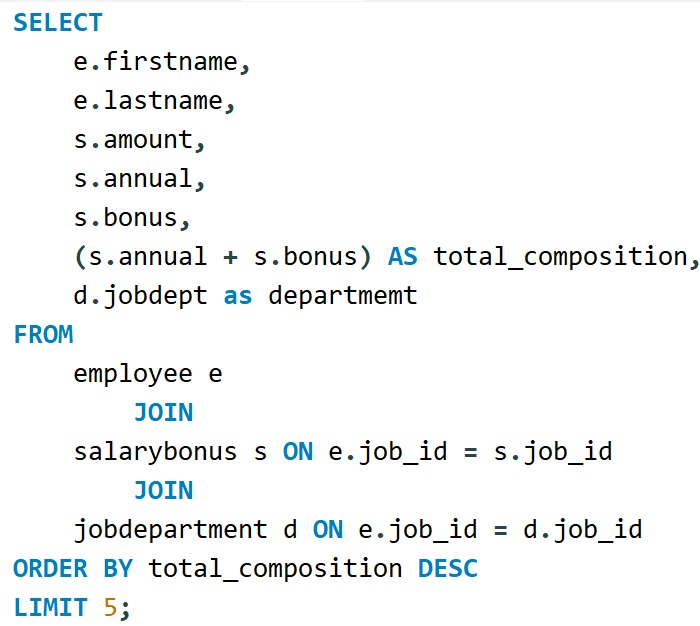 SELECT
e.firstname,
e.lastname,
s.amount,
s.annual,
s.bonus,
(s.annual + s.bonus) AS total_composition,
d.jobdept as departmemt
FROM
employee e
JOIN
salarybonus s ON e.job_id = s.job_id
JOIN
jobdepartment d ON e.job_id = d.job_id
ORDER BY total_composition DESC
LIMIT 5;